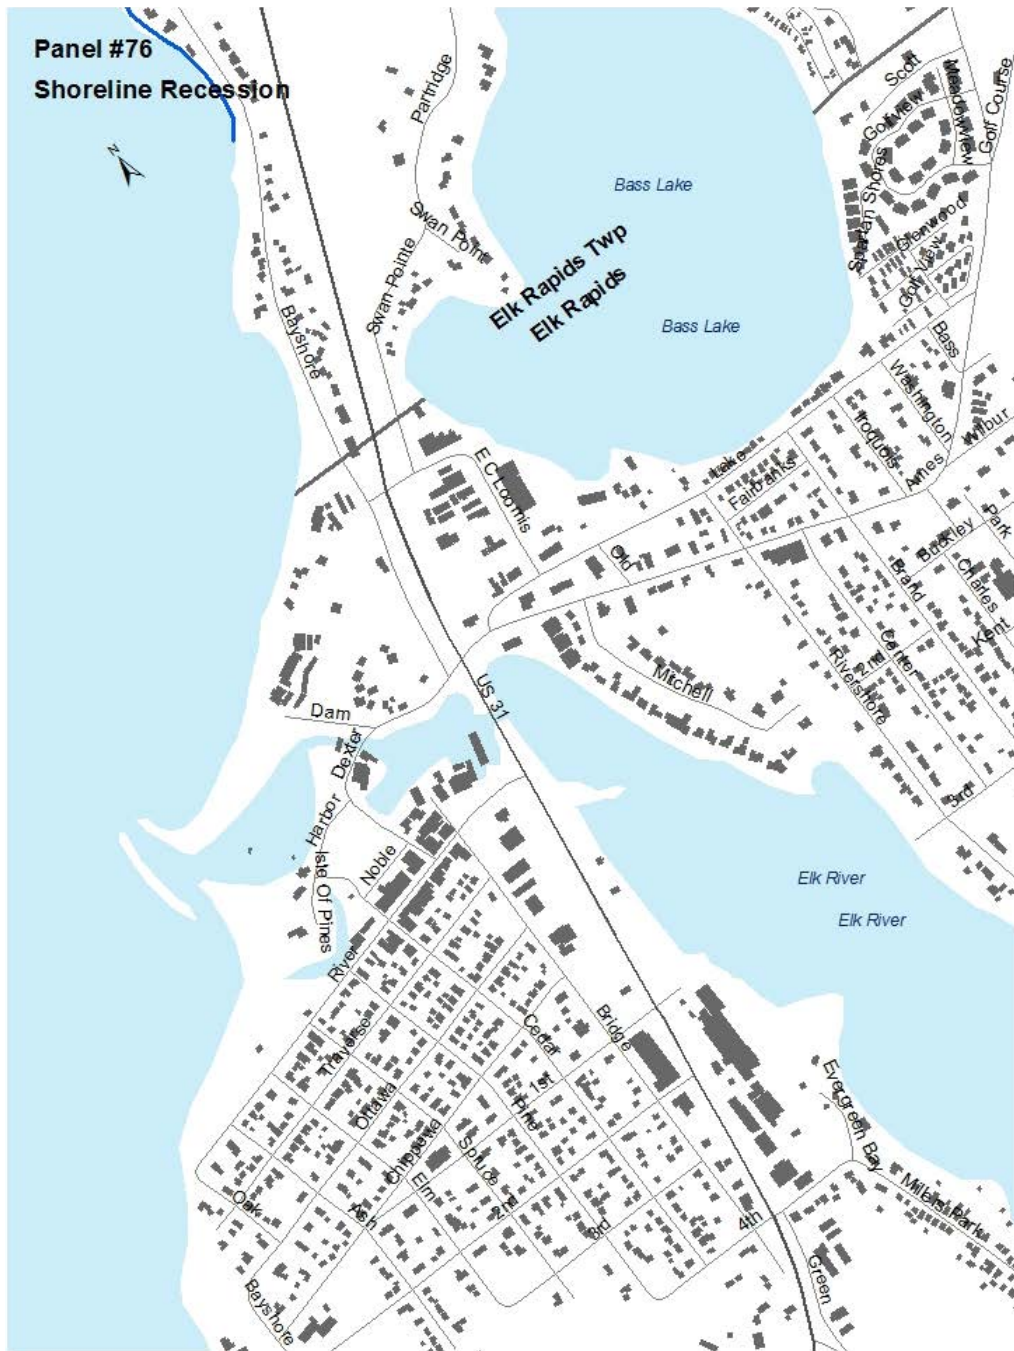 Panel #76
Shoreline Recession
N
Partridge
Scott
Meadowview
Golf Course
Golfview
Bass Lake
Spartan Shores
Swan Point
Swan Pointe
Glenwood
Golf View
Elk Rapids Twp
Elk Rapids
Bass Lake
Bayshore
Bass
Washington
Iroquois
Wilbur
Ames
Lake
Fairbanks
E C Loomis
Old
Park
Buckley
Brand
Charles
Kent
Center
2nd
Rivershore
Mitchell
US 31
Dam
Dexter
3rd
Harbor
Noble
Isle Of Pines
Elk River
Elk River
River
Bridge
Cedar
Traverse
1st
Ottawa
Pine
Evergreen Bay
Chippewa
Spruce
Elm
Millers Park
Oak
Ash
2nd
3rd
4th
Green
Bayshore